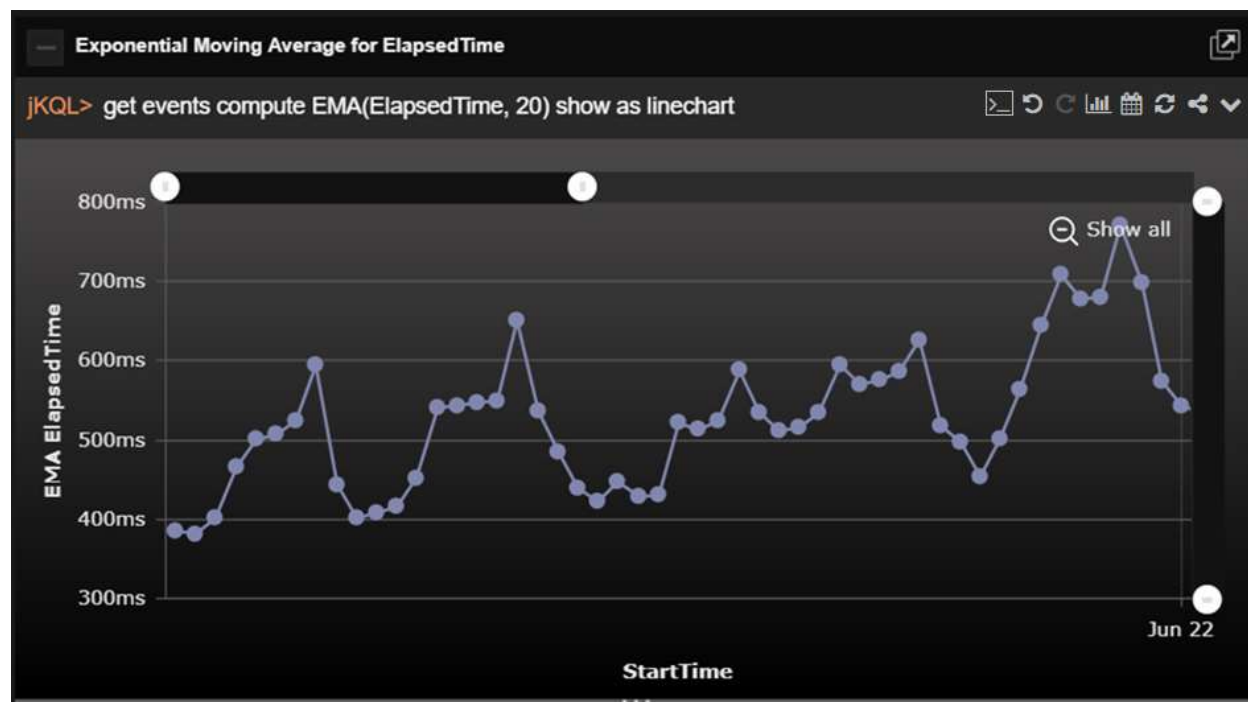 Exponential Moving Average for ElapsedTime
jKQL> get events compute EMA(ElapsedTime, 20) show as linechart
800ms
Show all
700ms
600ms
500ms
400ms
300ms
EMA ElapsedTime
Jun 22
StartTime